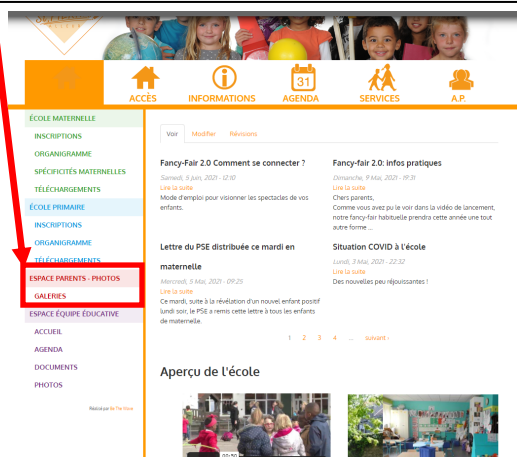 31
ACCÈS
INFORMATIONS
AGENDA
SERVICES
A.P.
ÉCOLE MATERNELLE
INSCRIPTIONS
ORGANIGRAMME
SPÉCIFICITÉS MATERNELLES
TÉLÉCHARGEMENTS
ÉCOLE PRIMAIRE
INSCRIPTIONS
ORGANIGRAMME
TÉLÉCHARGEMENTS
ESPACE PARENTS - PHOTOS
GALERIES
ESPACE ÉQUIPE ÉDUCATIVE
ACCUEIL
AGENDA
DOCUMENTS
PHOTOS
Réalisé par Be The Wave
Voir
Modifier
Révisions
Fancy-Fair 2.0 Comment se connecter ?
Samedi, 5 Juin, 2021 - 12:10
Lire la suite
Mode d'emploi pour visionner les spectacles de vos
enfants.
Fancy-fair 2.0: infos pratiques
Dimanche, 9 Mai, 2021 - 19:31
Lire la suite
Chers parents,
Comme vous avez pu le voir dans la vidéo de lancement,
notre fancy-fair habituelle prendra cette année une tout
autre forme ...
Lettre du PSE distribuée ce mardi en
maternelle
Mercredi, 5 Mai, 2021 - 09:25
Lire la suite
Ce mardi, suite à la révélation d'un nouvel enfant positif
lundi soir, le PSE a remis cette lettre à tous les enfants
de maternelle.
Situation COVID à l'école
Lundi, 3 Mai, 2021 - 22:32
Lire la suite
Des nouvelles peu réjouissantes !
1 2 3 4 ... suivant ›
Aperçu de l'école
00:50